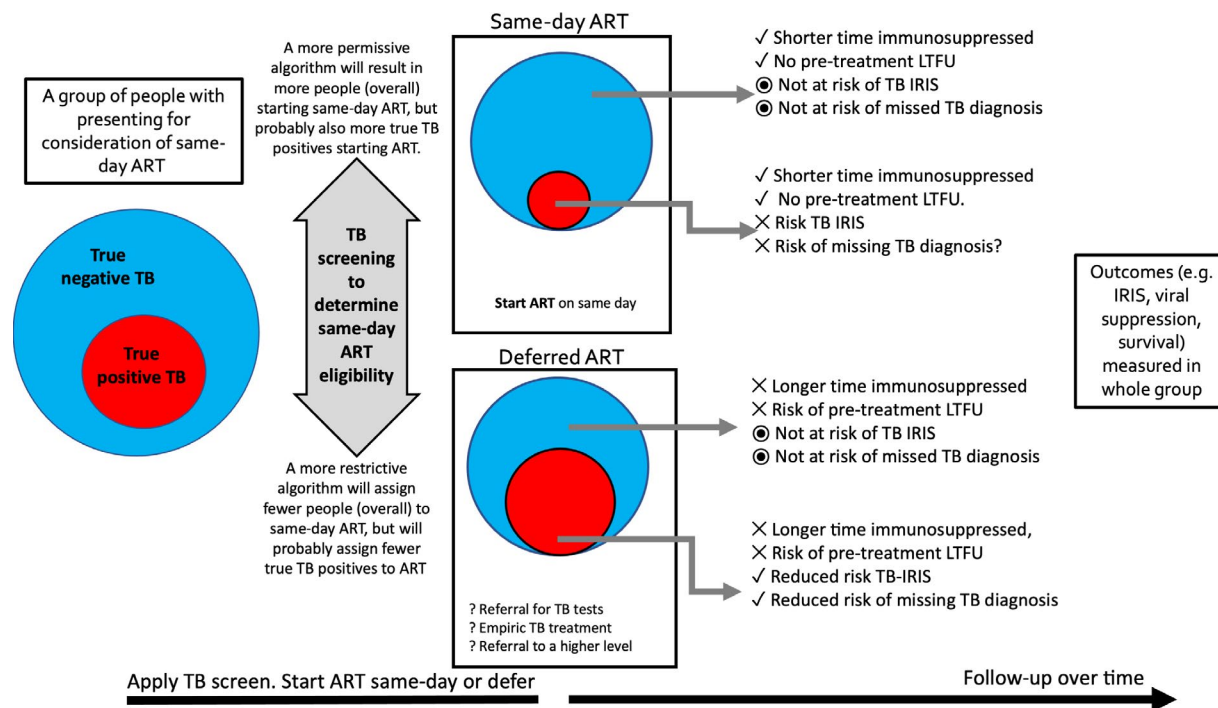 A group of people with
presenting for
consideration of same-
day ART
True
negative TB
True
positive TB
A more permissive
algorithm will result in
more people (overall)
starting same-day ART, but
probably also more true TB
positives starting ART.
TB
screening
to
determine
same-day
ART
eligibility
A more restrictive
algorithm will assign
fewer people (overall) to
same-day ART, but will
probably assign fewer
true TB positives to ART
Same-day ART
Start ART on same day
✓ Shorter time immunosuppressed
✓ No pre-treatment LTFU
◉ Not at risk of TB IRIS
◉ Not at risk of missed TB diagnosis
✓ Shorter time immunosuppressed
✓ No pre-treatment LTFU.
✕ Risk TB IRIS
✕ Risk of missing TB diagnosis?
Deferred ART
? Referral for TB tests
? Empiric TB treatment
? Referral to a higher level
✕ Longer time immunosuppressed
✕ Risk of pre-treatment LTFU
◉ Not at risk of TB IRIS
◉ Not at risk of missed TB diagnosis
✕ Longer time immunosuppressed,
✕ Risk of pre-treatment LTFU
✓ Reduced risk TB-IRIS
✓ Reduced risk of missing TB diagnosis
Outcomes (e.g.
IRIS, viral
suppression,
survival)
measured in
whole group
Apply TB screen. Start ART same-day or defer
Follow-up over time